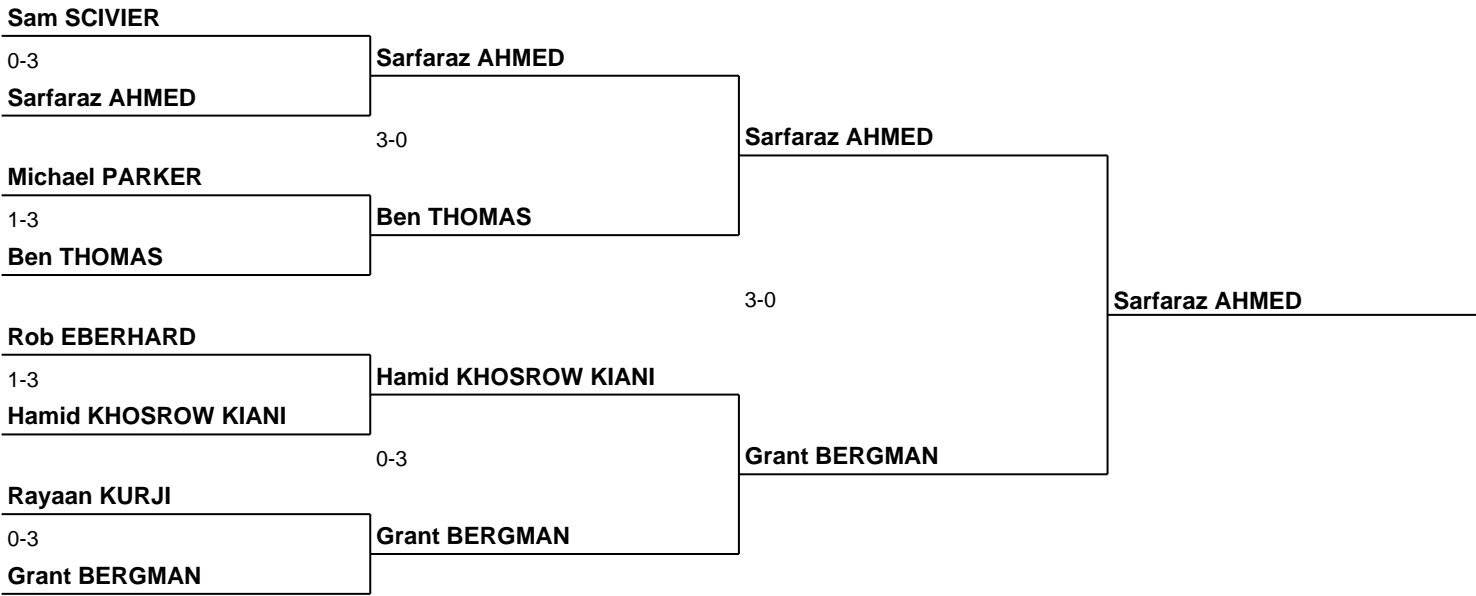 Sam SCIVIER
0-3
Sarfaraz AHMED
Sarfaraz AHMED
3-0
Sarfaraz AHMED
Michael PARKER
1-3
Ben THOMAS
Ben THOMAS
3-0
Sarfaraz AHMED
Rob EBERHARD
1-3
Hamid KHOSROW KIANI
Hamid KHOSROW KIANI
0-3
Grant BERGMAN
Rayaan KURJI
0-3
Grant BERGMAN
Grant BERGMAN